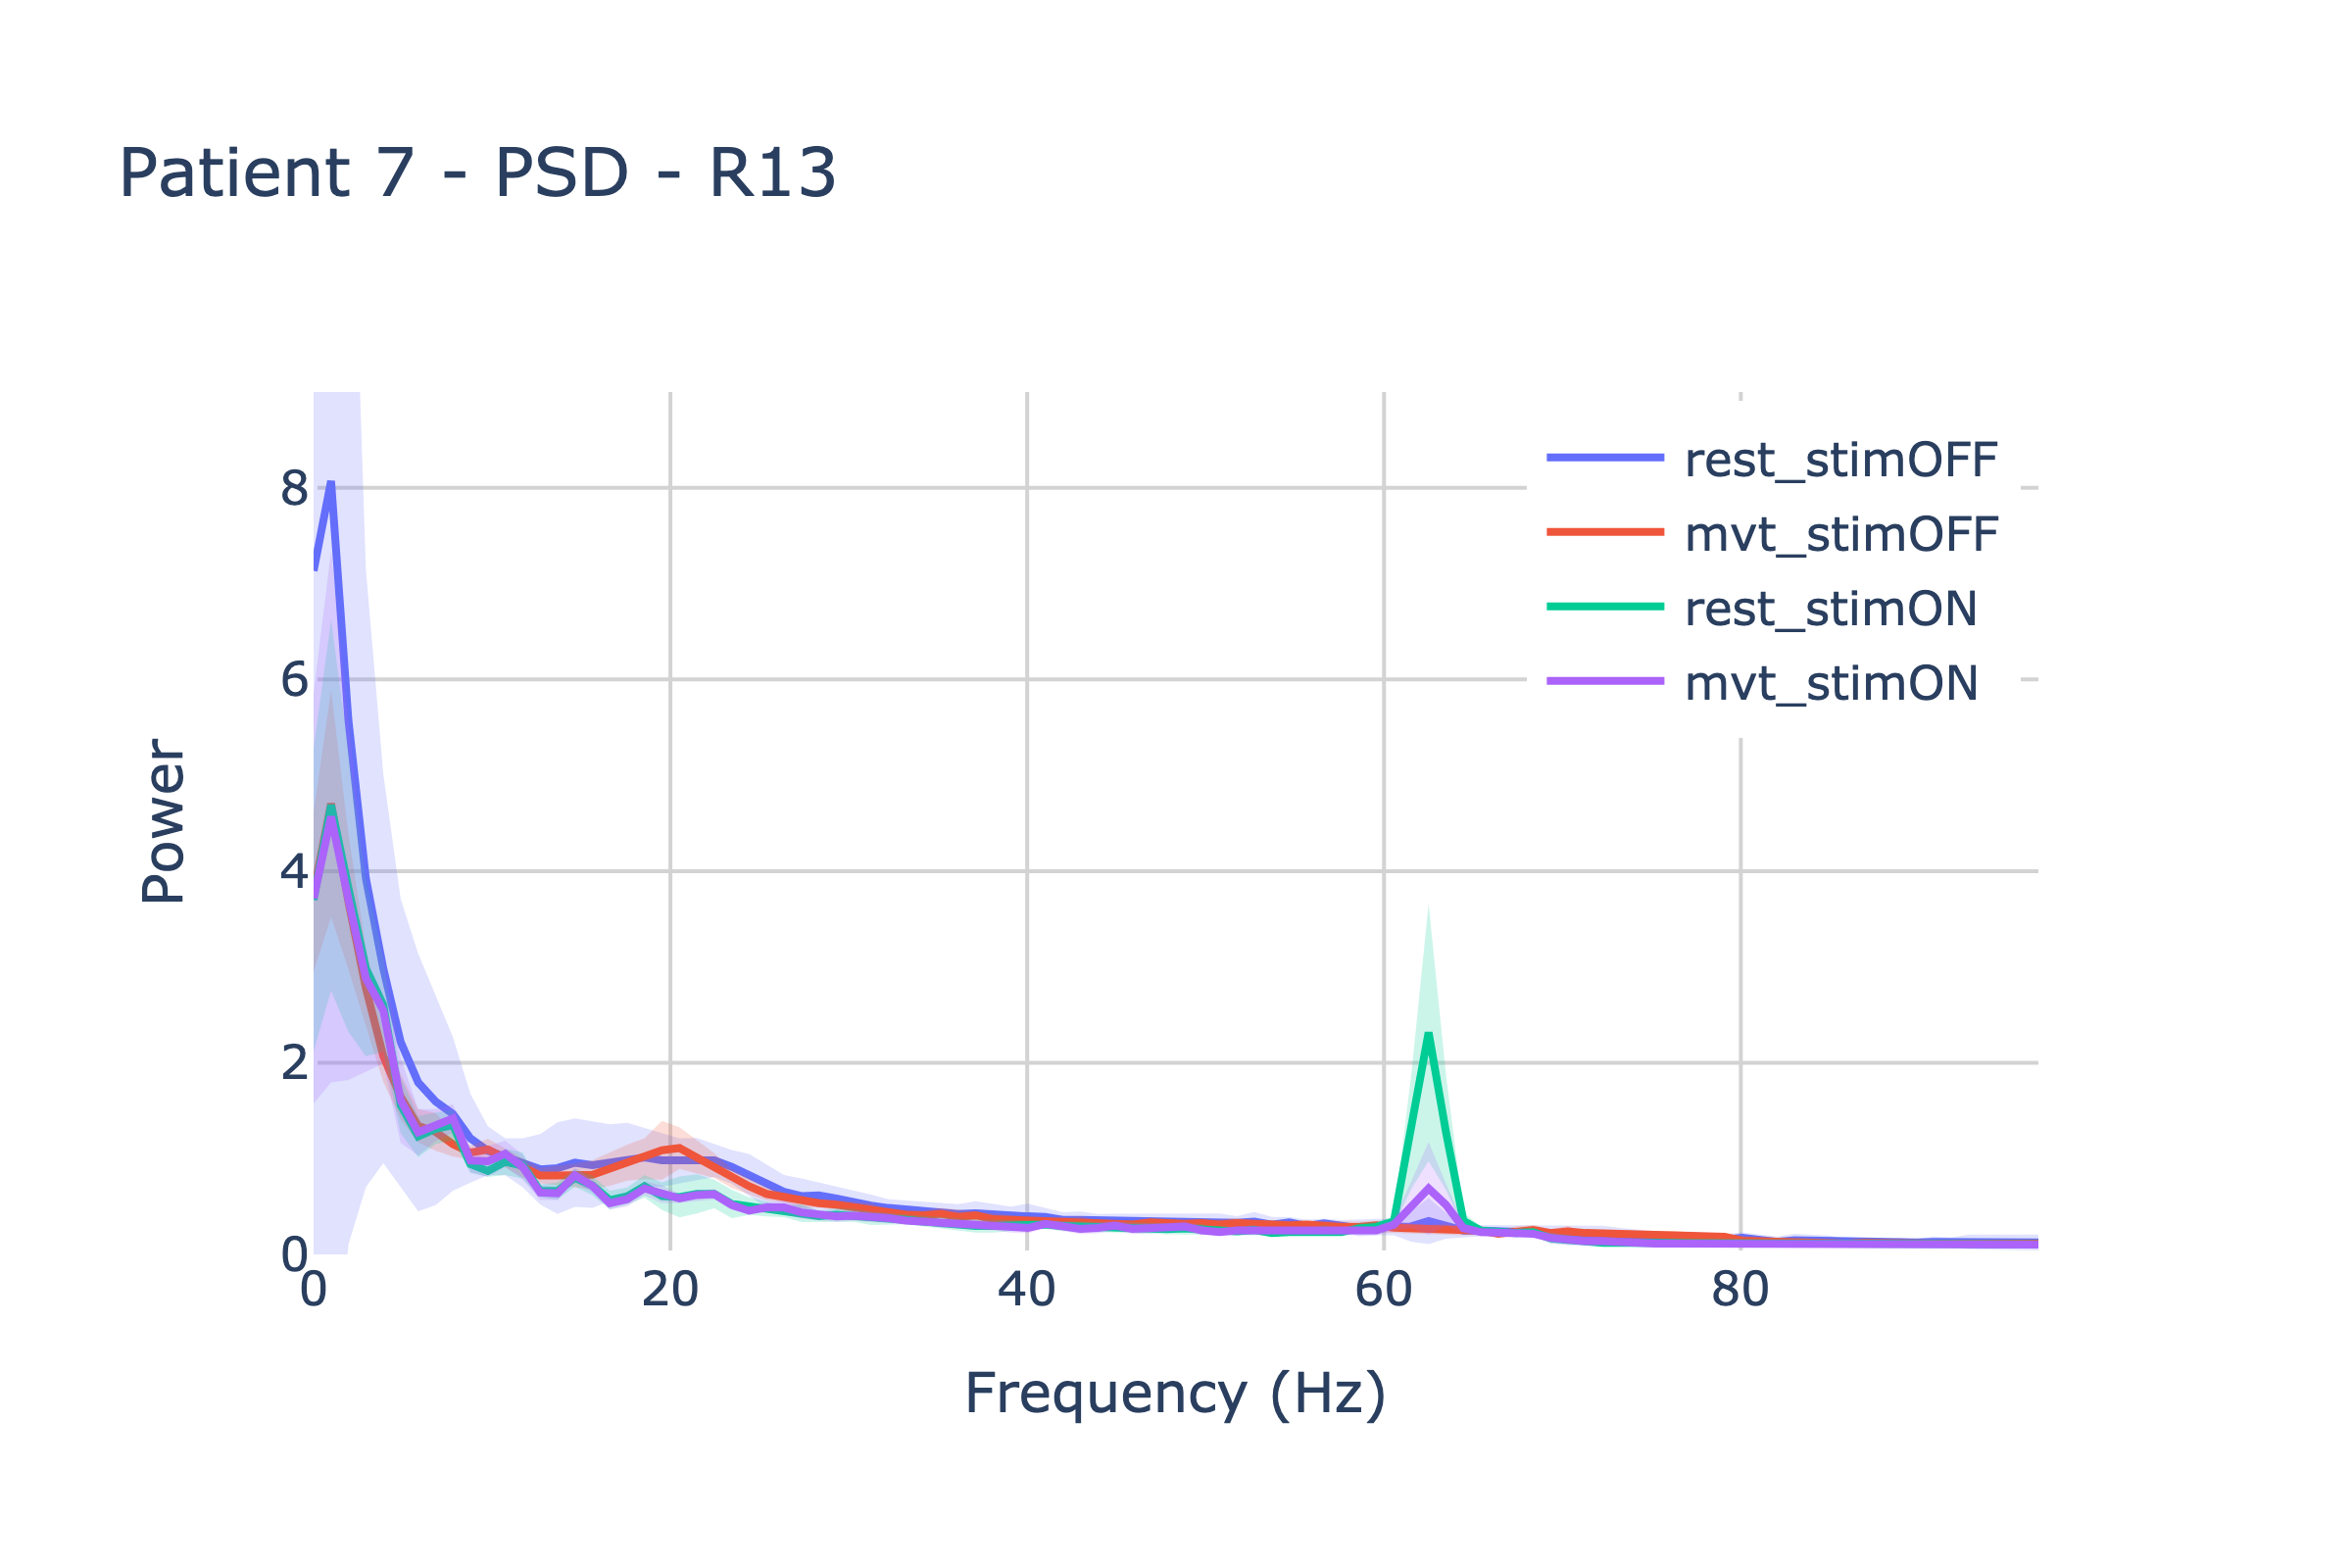 Patient 7 - PSD - R13
rest_stimOFF
mvt_stimOFF
rest_stimON
mvt_stimON
8
6
4
2
0
Power
0 20 40 60 80
Frequency (Hz)